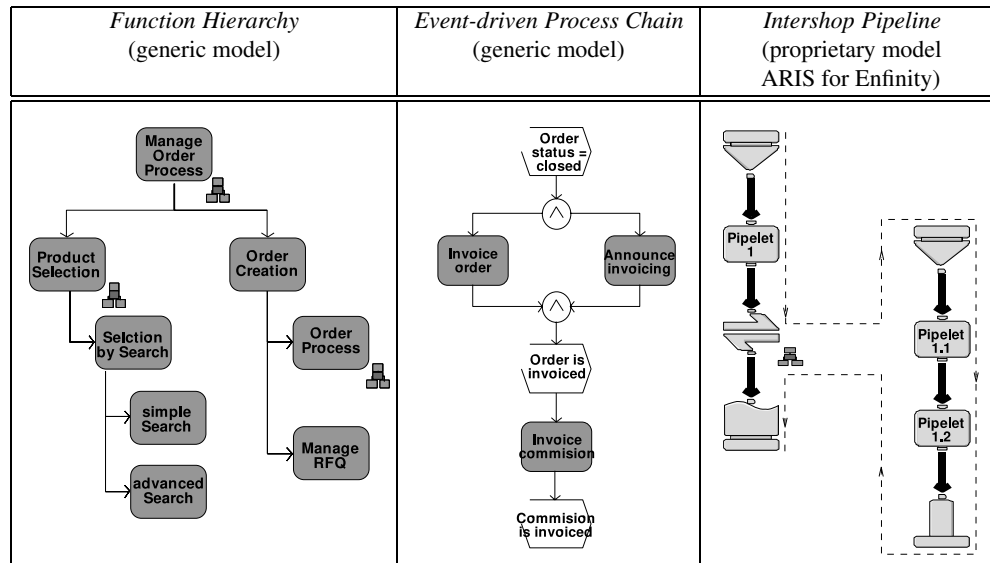 Function Hierarchy
(generic model)
Event-driven Process Chain
(generic model)
Intershop Pipeline
(proprietary model
ARIS for Enfinity)
Manage
Order
Process
Product
Selection
Order
Creation
Selction
by Search
Order
Process
simple
Search
Manage
RFQ
advanced
Search
Order
status =
closed
∧
Invoice
order
Announce
invoicing
∧
Order is
invoiced
Invoice
commision
Commision
is invoiced
Pipelet
1
Pipelet
1.1
Pipelet
1.2